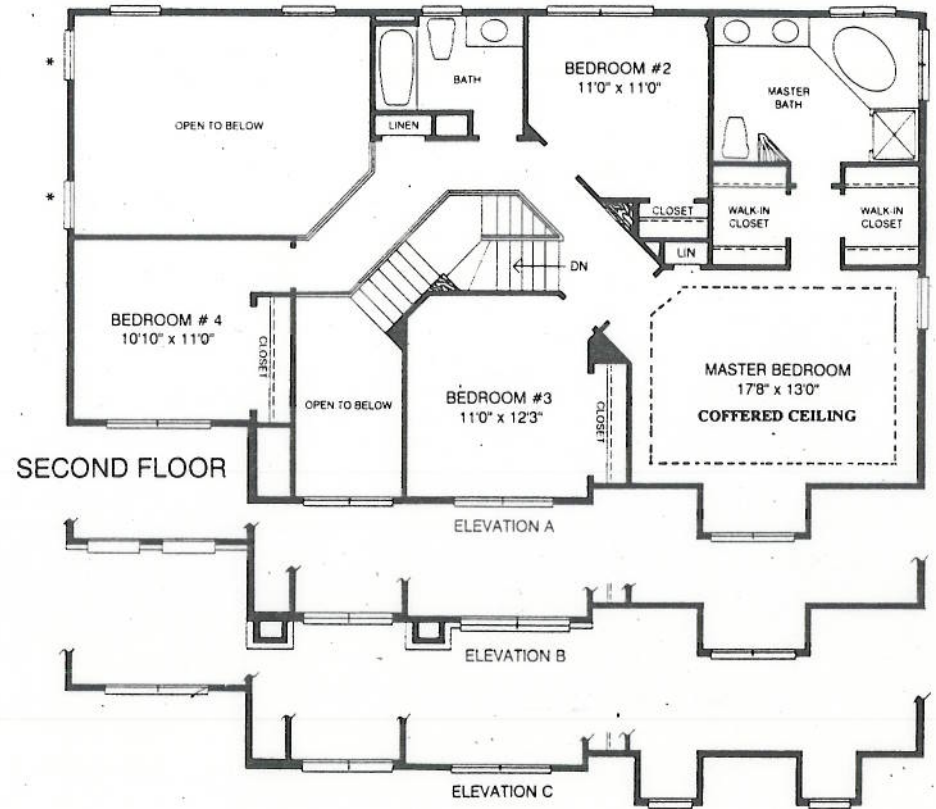 *
*
OPEN TO BELOW
BATH
LINEN
BEDROOM #2
11'0" x 11'0"
MASTER
BATH
CLOSET
WALK-IN
CLOSET
WALK-IN
CLOSET
LIN
DN
BEDROOM # 4
10'10" x 11'0"
CLOSET
OPEN TO BELOW
BEDROOM #3
11'0" x 12'3"
CLOSET
MASTER BEDROOM
17'8" x 13'0"
COFFERED CEILING
SECOND FLOOR
ELEVATION A
ELEVATION B
ELEVATION C